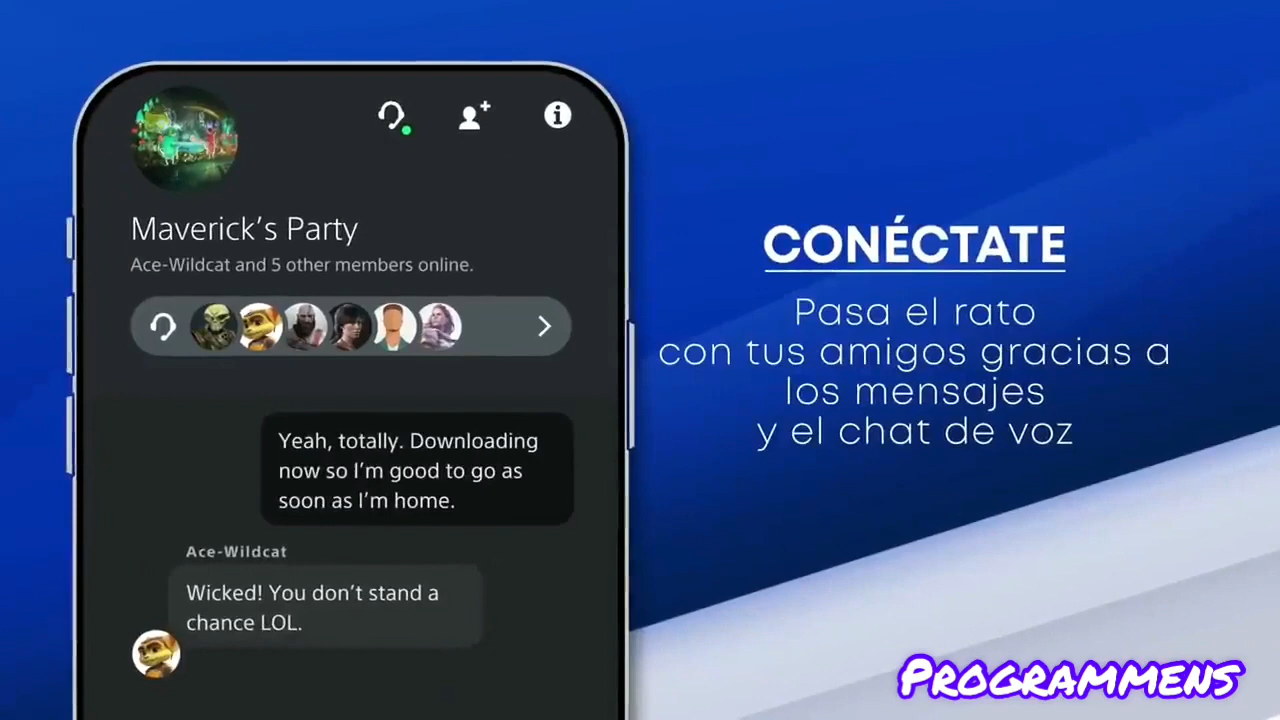 Maverick’s Party
Ace-Wildcat and 5 other members online.
Yeah, totally. Downloading
now so I’m good to go as
soon as I’m home.
Ace-Wildcat
Wicked! You don’t stand a
chance LOL.
CONÉCTATE
Pasa el rato
con tus amigos gracias a
los mensajes
y el chat de voz
PROGRAMMENS